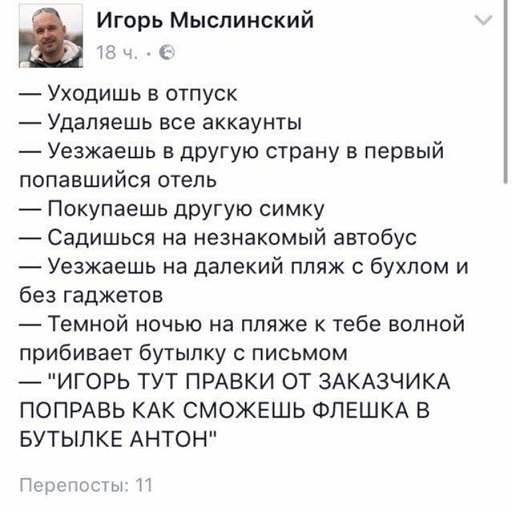 Игорь Мыслинский
18 ч. ·
— Уходишь в отпуск
— Удаляешь все аккаунты
— Уезжаешь в другую страну в первый
попавшийся отель
— Покупаешь другую симку
— Садишься на незнакомый автобус
— Уезжаешь на далекий пляж с бухлом и
без гаджетов
— Темной ночью на пляже к тебе волной
прибивает бутылку с письмом
— "ИГОРЬ ТУТ ПРАВКИ ОТ ЗАКАЗЧИКА
ПОПРАВЬ КАК СМОЖЕШЬ ФЛЕШКА В
БУТЫЛКЕ АНТОН"
Перепосты: 11